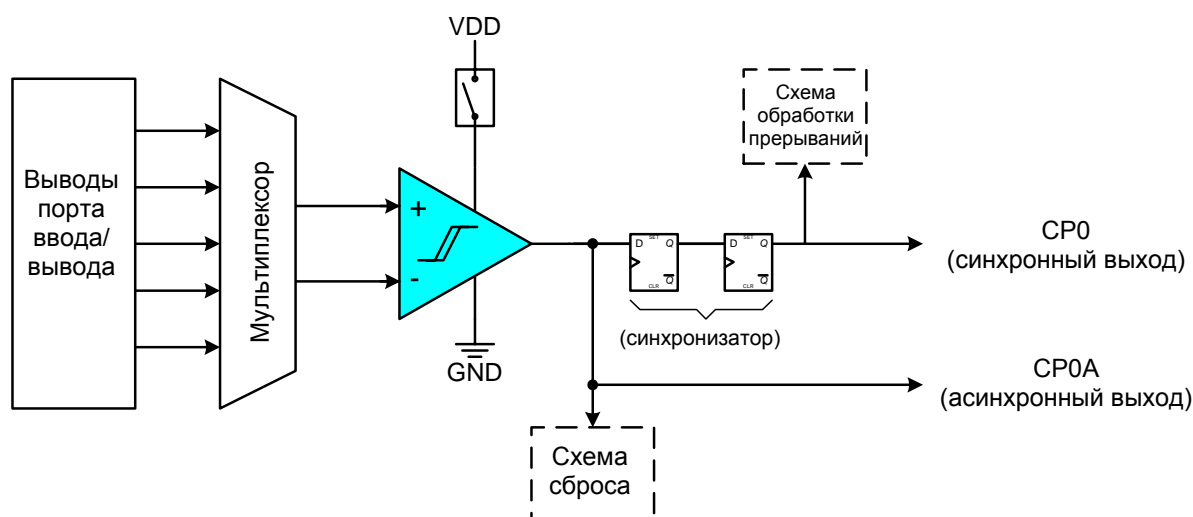 VDD
Схема
обработки
прерываний
Выводы
порта
ввода/
вывода
Мультиплексор
+
-
D SET Q
CLR Q
D SET Q
CLR Q
CP0
(синхронный выход)
(синхронизатор)
GND
CP0A
(асинхронный выход)
Схема
сброса